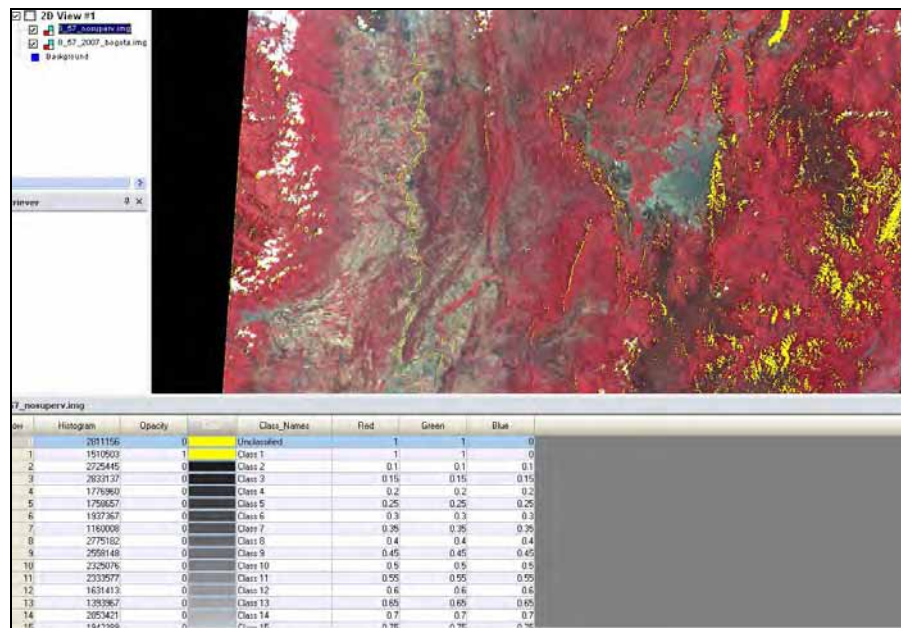 2D View #1
8_57_nosuperv.img
8_57_2007_bogota.img
Background
riever
57_nosuperv.img
ow Histogram Opacity Class_Names Red Green Blue
2811156 0 Unclassified 1 1 0
1 1510503 1 Class 1 1 1 0
2 2725445 0 Class 2 0.1 0.1 0.1
3 2833137 0 Class 3 0.15 0.15 0.15
4 1776960 0 Class 4 0.2 0.2 0.2
5 1758657 0 Class 5 0.25 0.25 0.25
6 1937367 0 Class 6 0.3 0.3 0.3
7 1160008 0 Class 7 0.35 0.35 0.35
8 2775182 0 Class 8 0.4 0.4 0.4
9 2558148 0 Class 9 0.45 0.45 0.45
10 2325076 0 Class 10 0.5 0.5 0.5
11 2333577 0 Class 11 0.55 0.55 0.55
12 1631413 0 Class 12 0.6 0.6 0.6
13 1393967 0 Class 13 0.65 0.65 0.65
14 2053421 0 Class 14 0.7 0.7 0.7